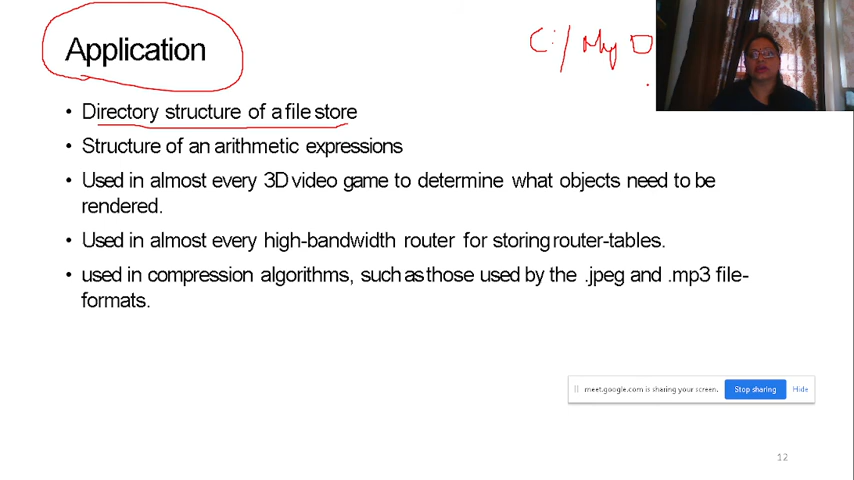 Application
C:/ My D
• Directory structure of a file store
• Structure of an arithmetic expressions
• Used in almost every 3D video game to determine what objects need to be
rendered.
• Used in almost every high-bandwidth router for storing router-tables.
• used in compression algorithms, such as those used by the .jpeg and .mp3 file-
formats.
meet.google.com is sharing your screen. Stop sharing Hide
12